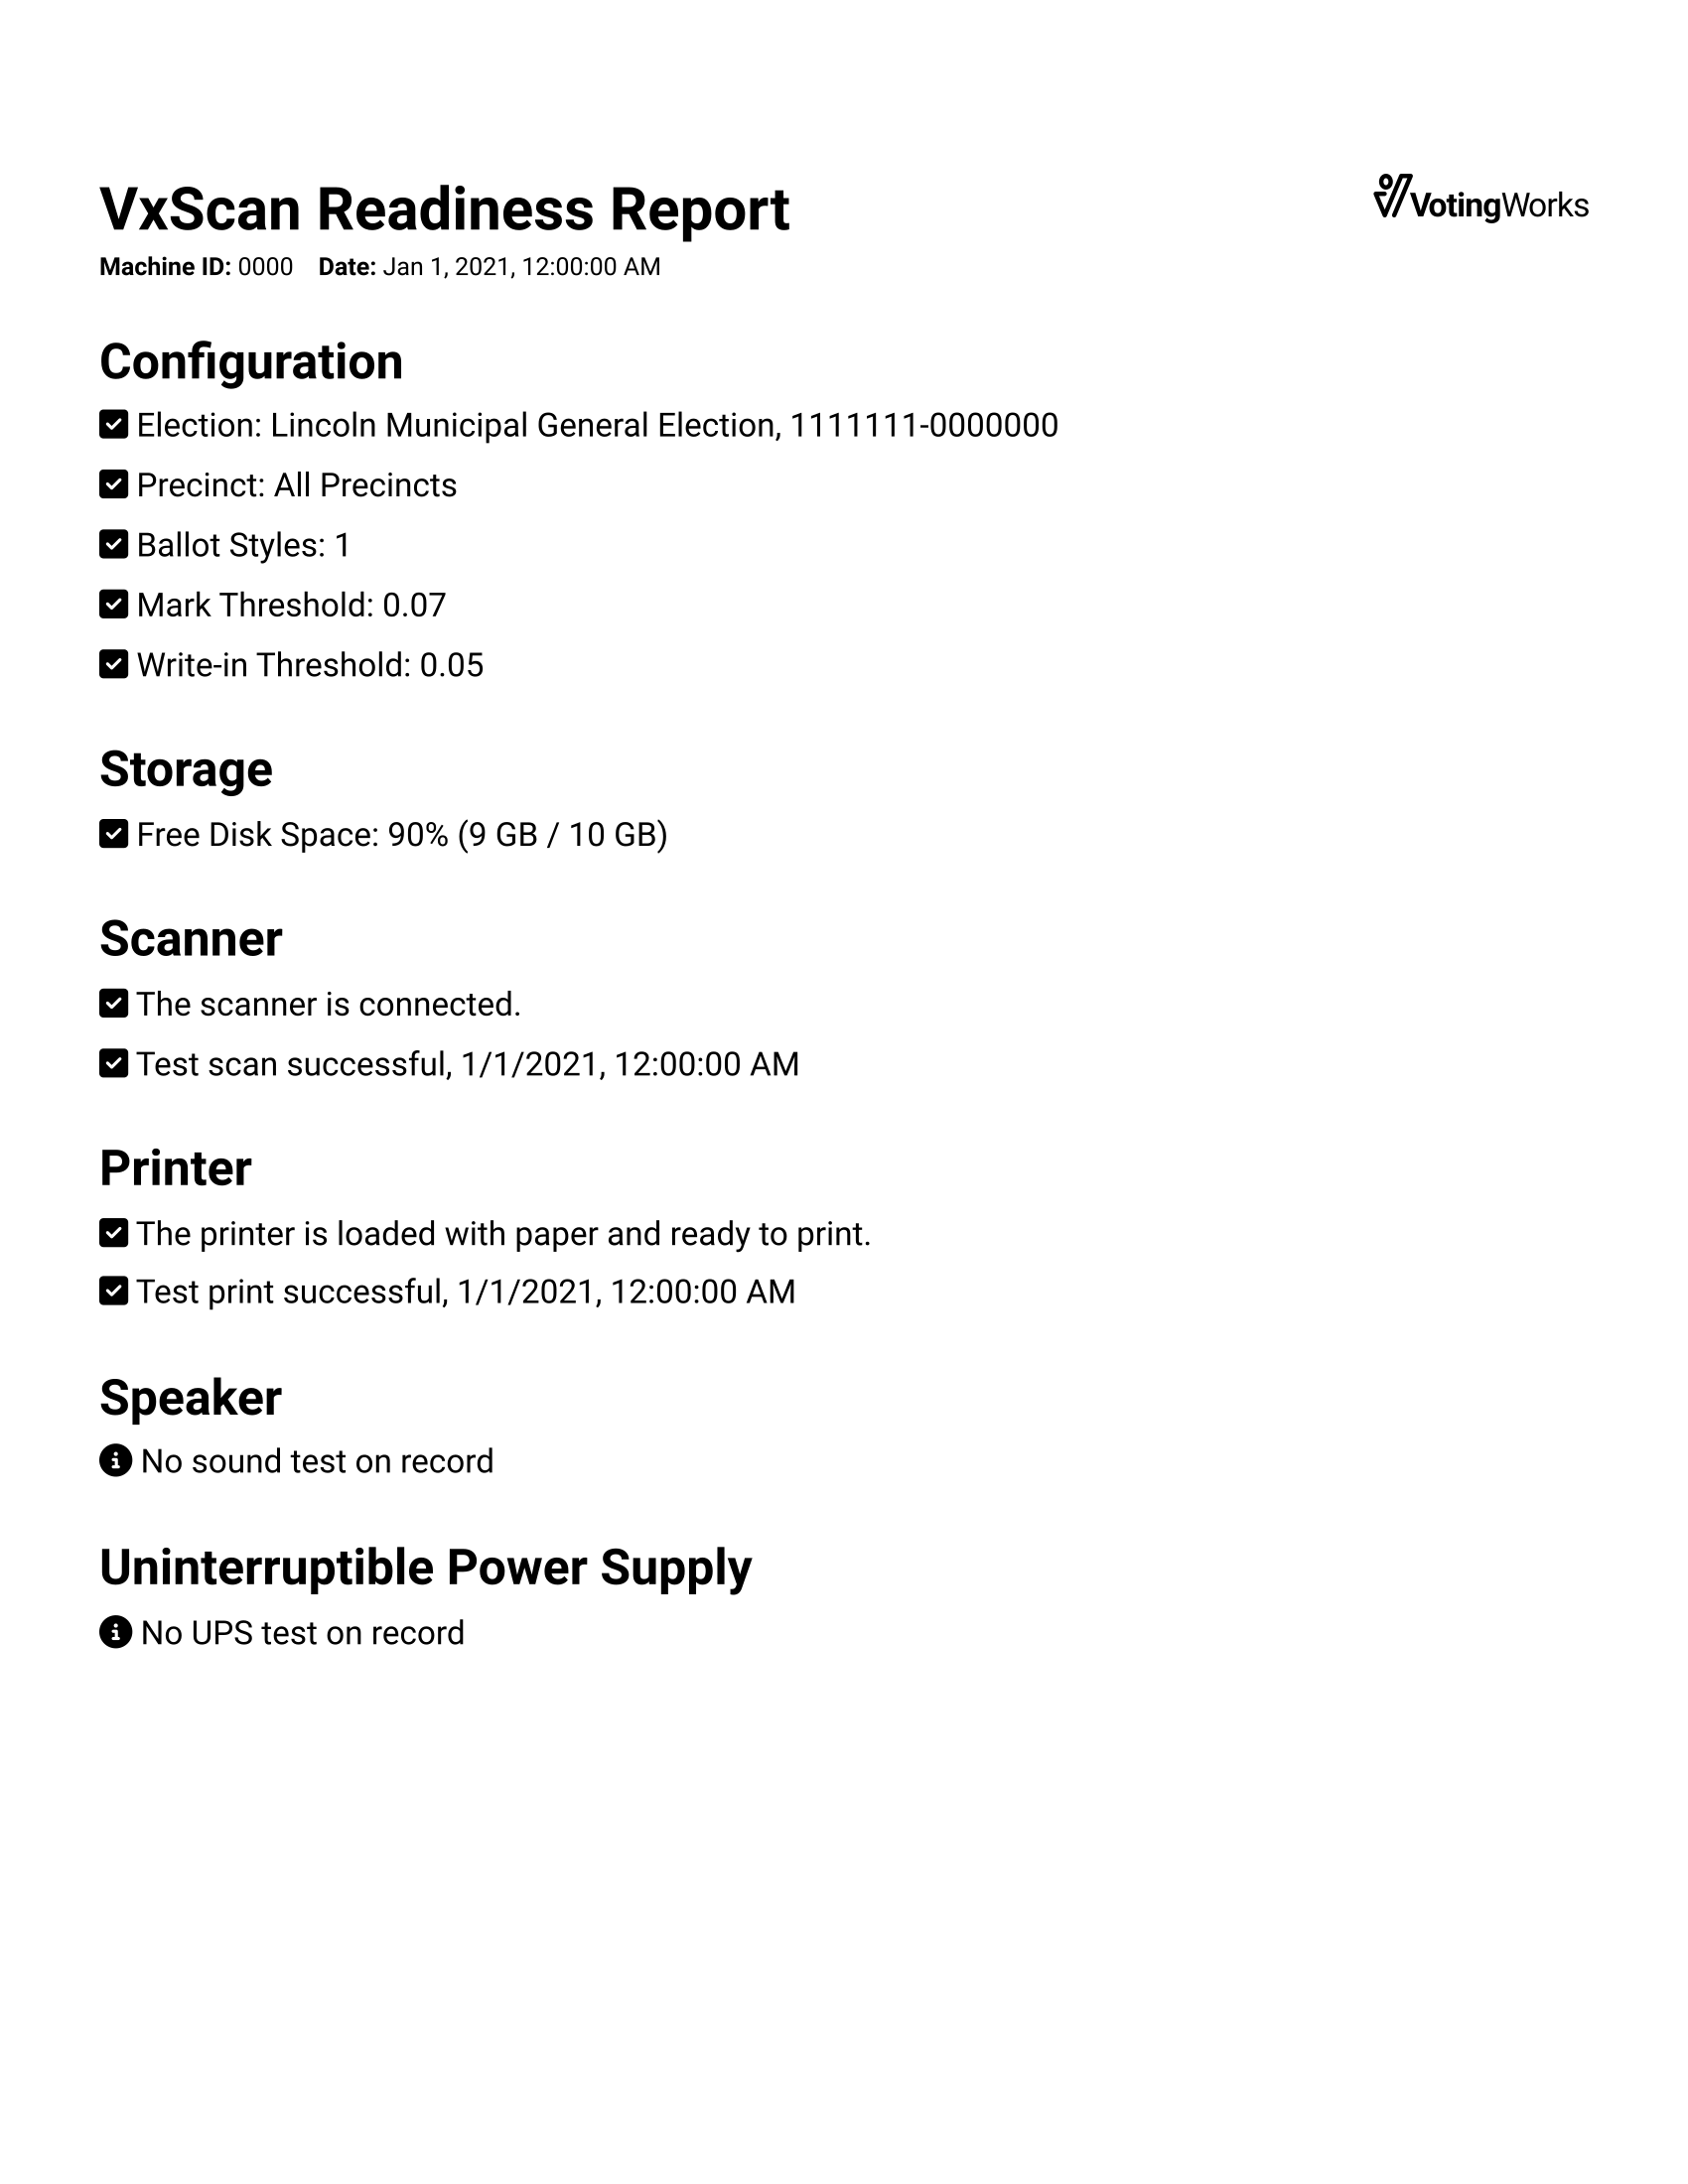 VxScan Readiness Report
VotingWorks
Machine ID: 0000 Date: Jan 1, 2021, 12:00:00 AM
Configuration
Election: Lincoln Municipal General Election, 1111111-0000000
Precinct: All Precincts
Ballot Styles: 1
Mark Threshold: 0.07
Write-in Threshold: 0.05
Storage
Free Disk Space: 90% (9 GB / 10 GB)
Scanner
The scanner is connected.
Test scan successful, 1/1/2021, 12:00:00 AM
Printer
The printer is loaded with paper and ready to print.
Test print successful, 1/1/2021, 12:00:00 AM
Speaker
No sound test on record
Uninterruptible Power Supply
No UPS test on record